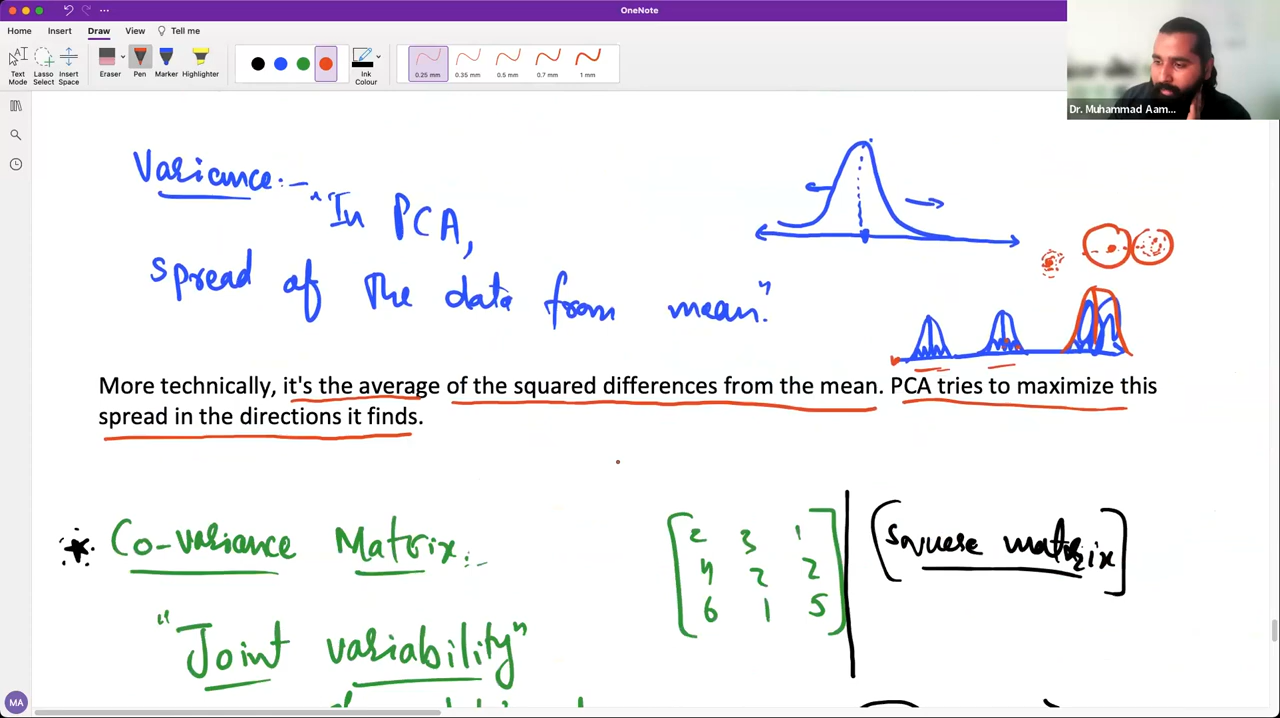 OneNote
Home Insert Draw View Tell me
Text Mode
Lasso Select
Insert Space
Eraser
Pen
Marker
Highlighter
Ink Colour
0.25 mm
0.35 mm
0.5 mm
0.7 mm
1 mm
Dr. Muhammad Aam...
Variance:-
"In PCA,
spread of the data from mean."
More technically, it's the average of the squared differences from the mean. PCA tries to maximize this
spread in the directions it finds.
Co-variance Matrix:-
2 3 1
4 2 2
6 1 5
Square matrix
"Joint variability"
MA